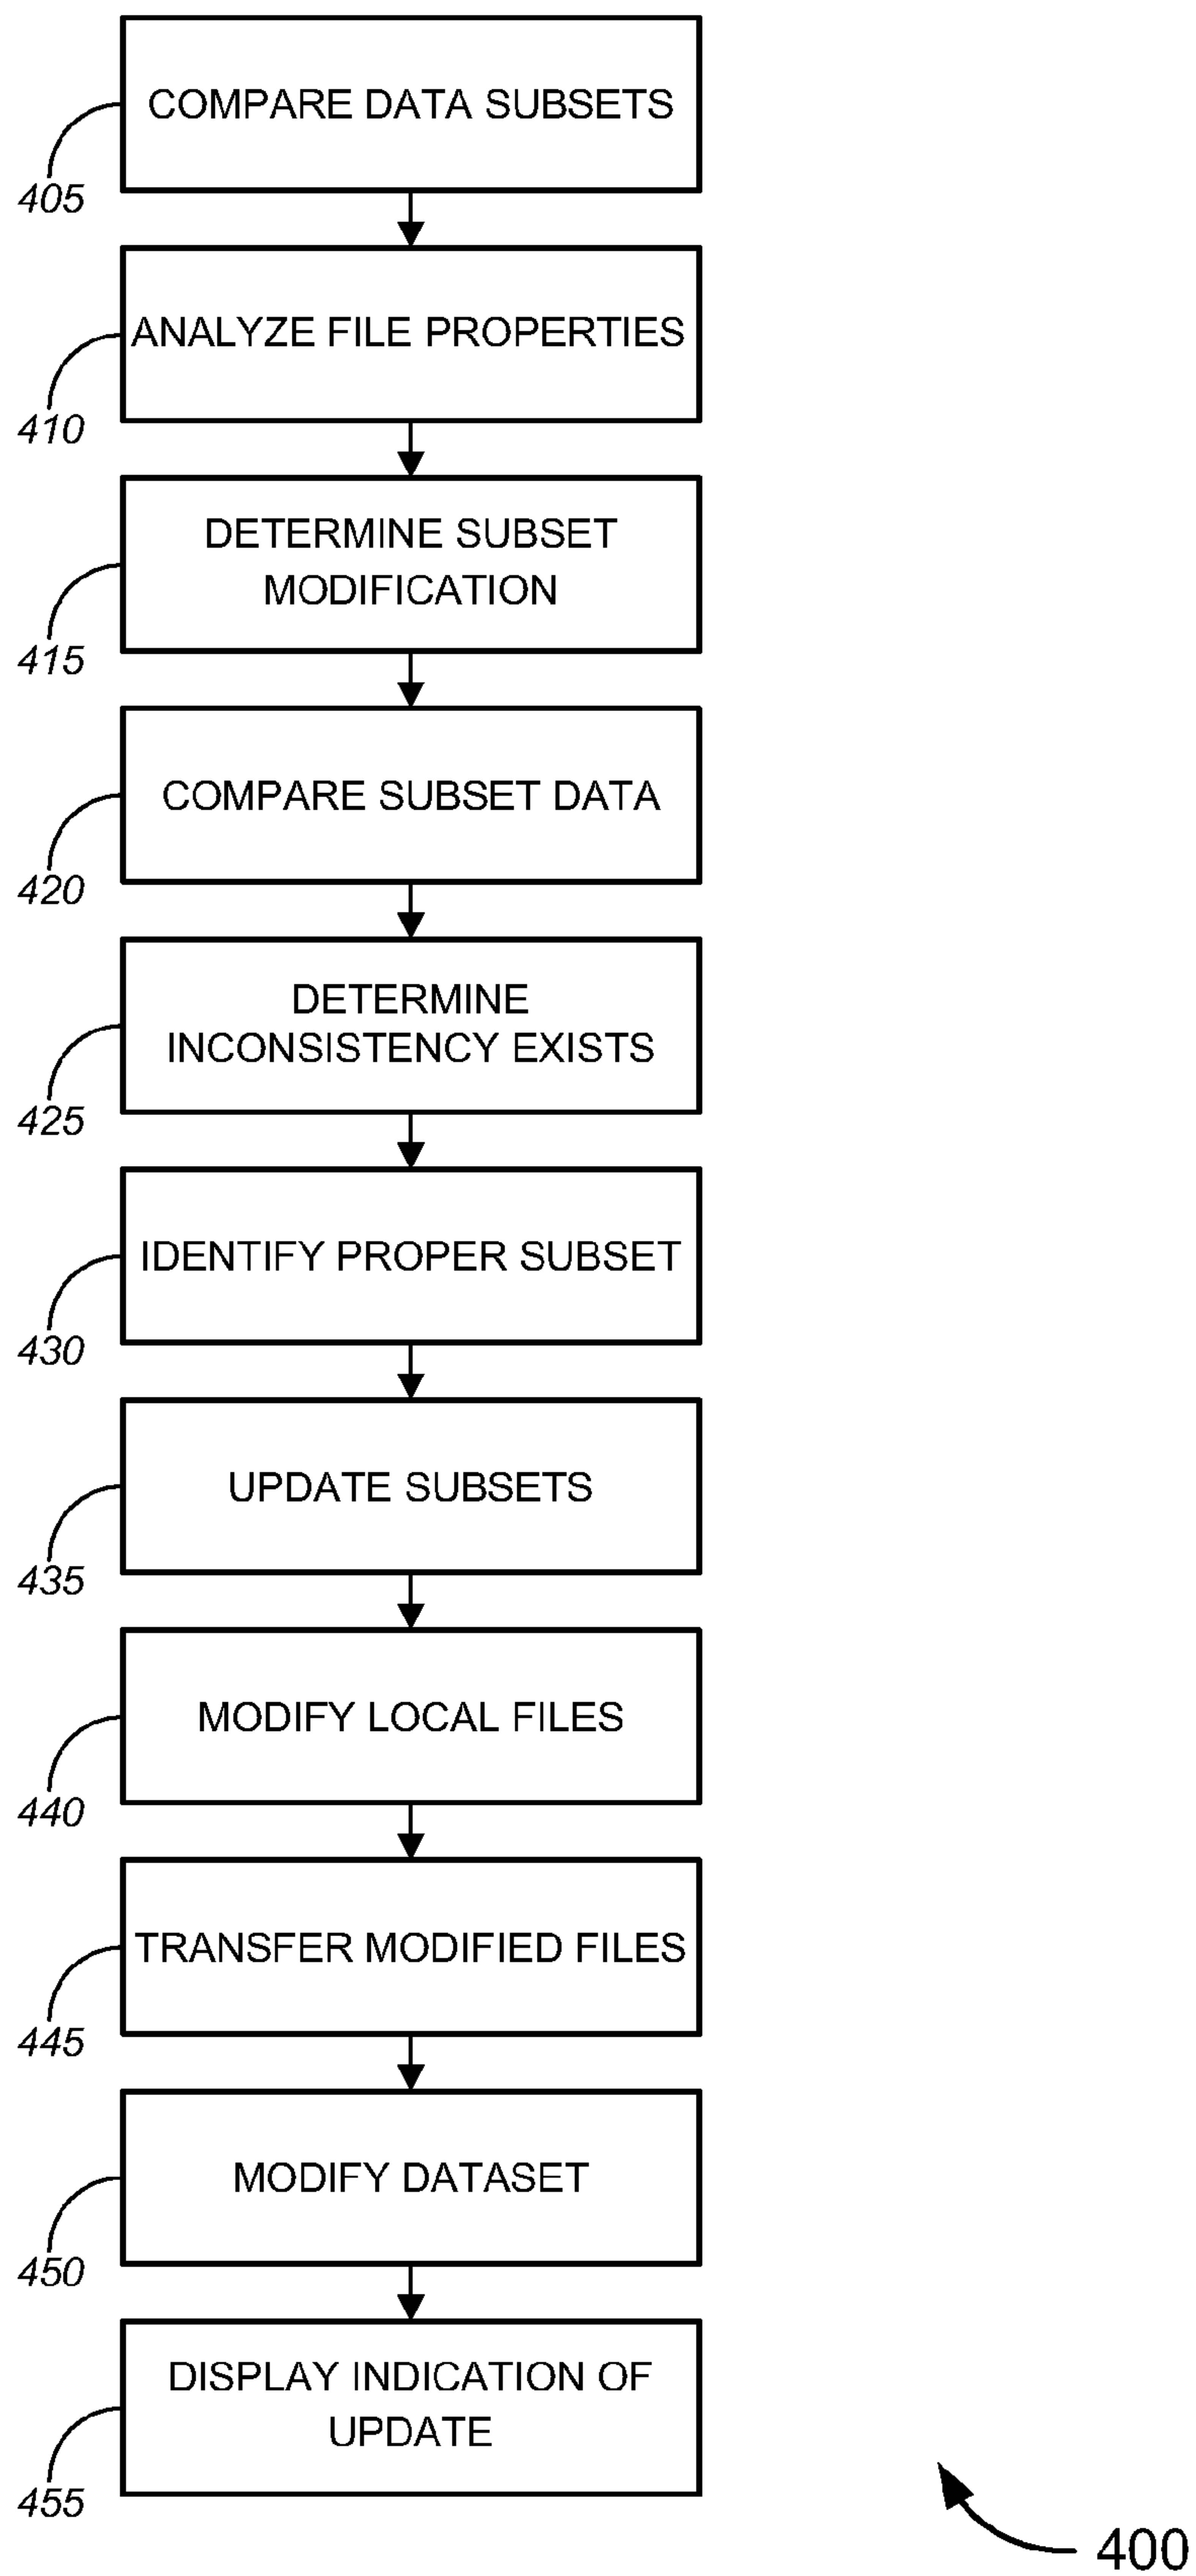 COMPARE DATA SUBSETS
405
ANALYZE FILE PROPERTIES
410
DETERMINE SUBSET
MODIFICATION
415
COMPARE SUBSET DATA
420
DETERMINE
INCONSISTENCY EXISTS
425
IDENTIFY PROPER SUBSET
430
UPDATE SUBSETS
435
MODIFY LOCAL FILES
440
TRANSFER MODIFIED FILES
445
MODIFY DATASET
450
DISPLAY INDICATION OF
UPDATE
455
400